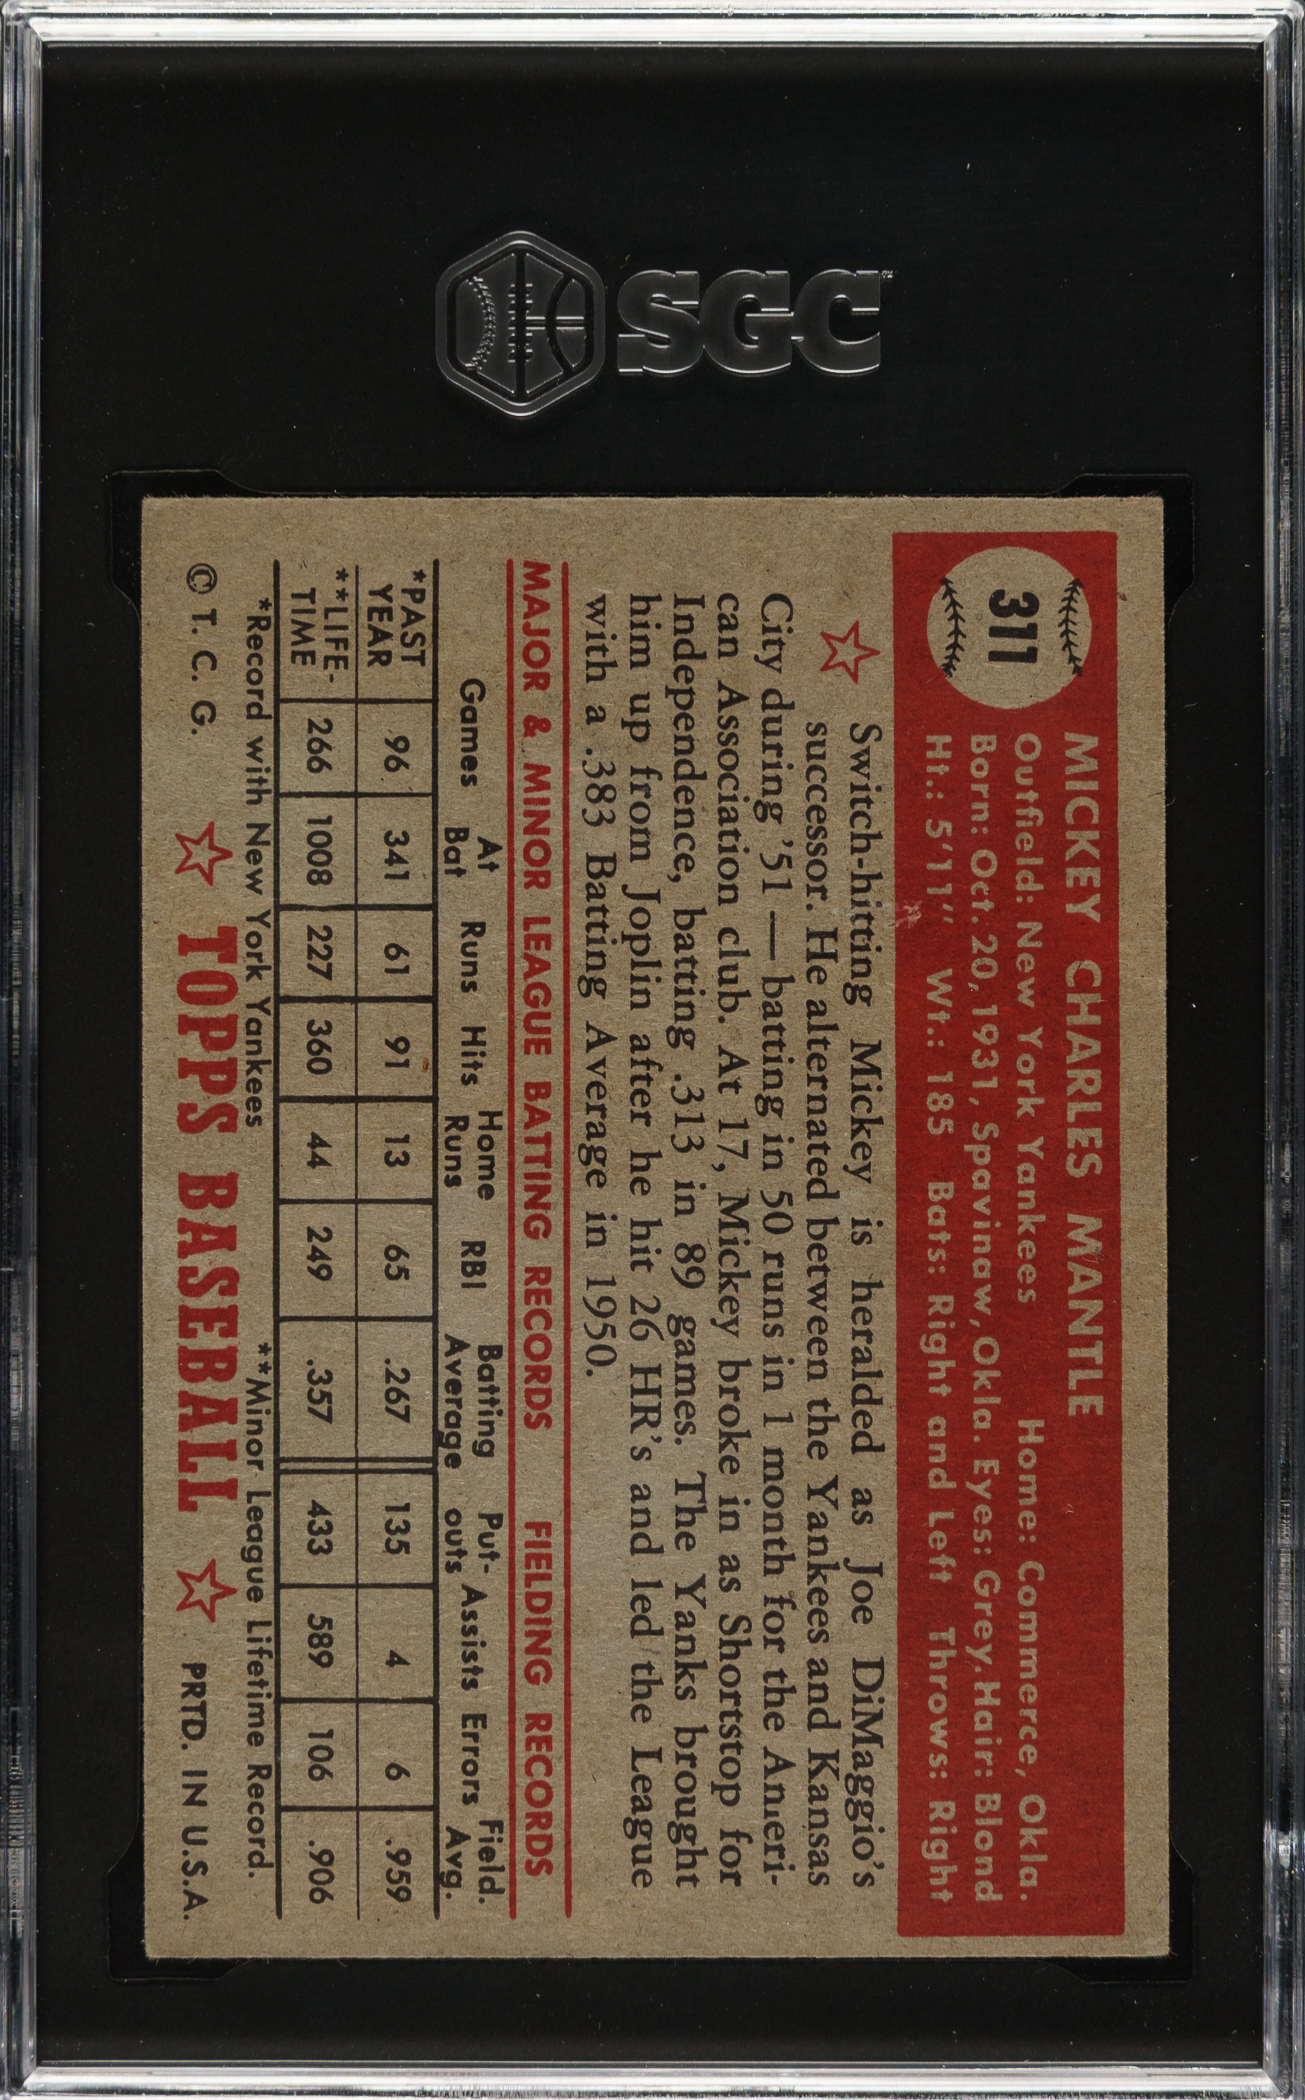 SGC
311
MICKEY CHARLES MANTLE
Outfield: New York Yankees Home: Commerce, Okla.
Born: Oct. 20, 1931, Spavinaw, Okla. Eyes: Grey. Hair: Blond
Ht.: 5'11" Wt.: 185 Bats: Right and Left Throws: Right
Switch-hitting Mickey is heralded as Joe DiMaggio's
successor. He alternated between the Yankees and Kansas
City during '51 — batting in 50 runs in 1 month for the Ameri-
can Association club. At 17, Mickey broke in as Shortstop for
Independence, batting .313 in 89 games. The Yanks brought
him up from Joplin after he hit 26 HR's and led the League
with a .383 Batting Average in 1950.
MAJOR & MINOR LEAGUE BATTING RECORDS FIELDING RECORDS
Games At Bat Runs Hits Home Runs RBI Batting Average Put-outs Assists Errors Field. Avg.
*PAST YEAR 96 341 61 91 13 65 .267 135 4 6 .959
**LIFE-TIME 266 1008 227 360 44 249 .357 433 589 106 .906
*Record with New York Yankees **Minor League Lifetime Record.
© T. C. G. TOPPS BASEBALL PRTD. IN U.S.A.